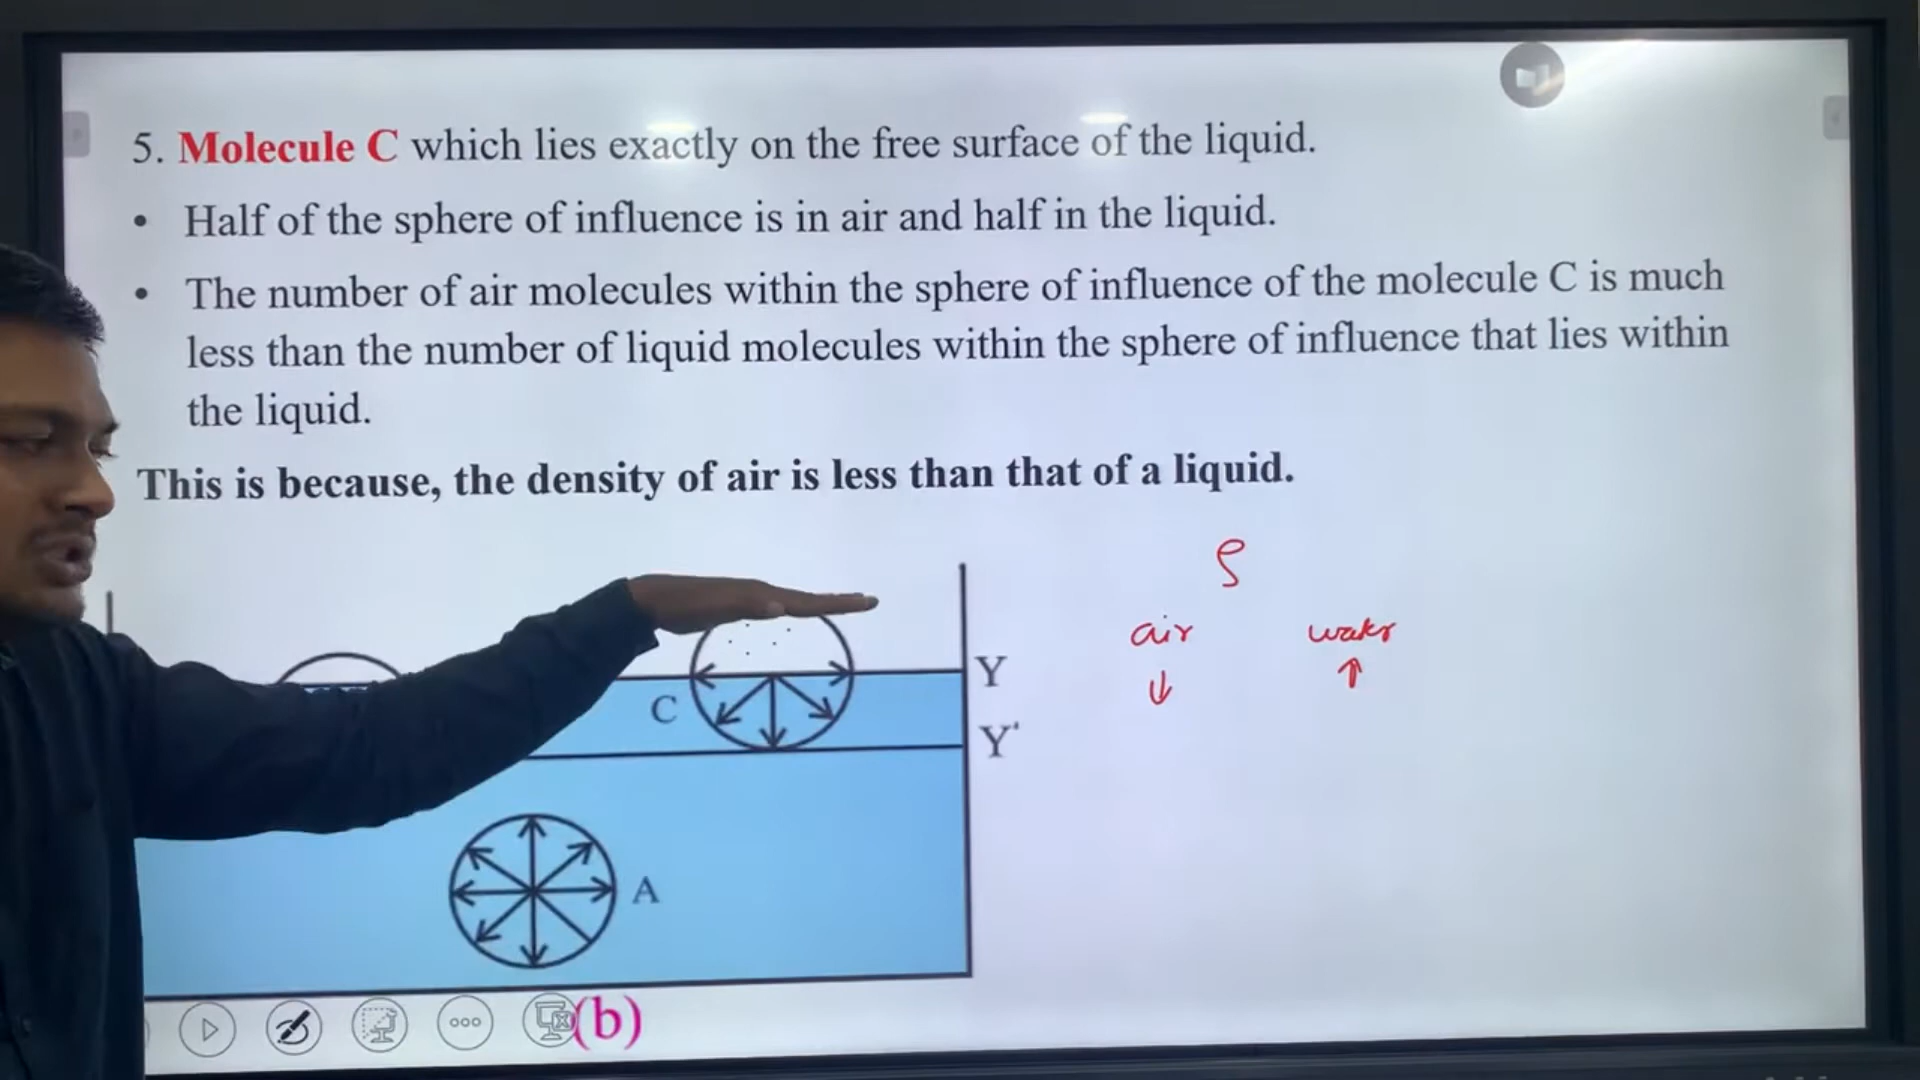 5. Molecule C which lies exactly on the free surface of the liquid.
• Half of the sphere of influence is in air and half in the liquid.
• The number of air molecules within the sphere of influence of the molecule C is much
less than the number of liquid molecules within the sphere of influence that lies within
the liquid.
This is because, the density of air is less than that of a liquid.
ρ
air water
↓ ↑
Y
C
Y'
A
(b)